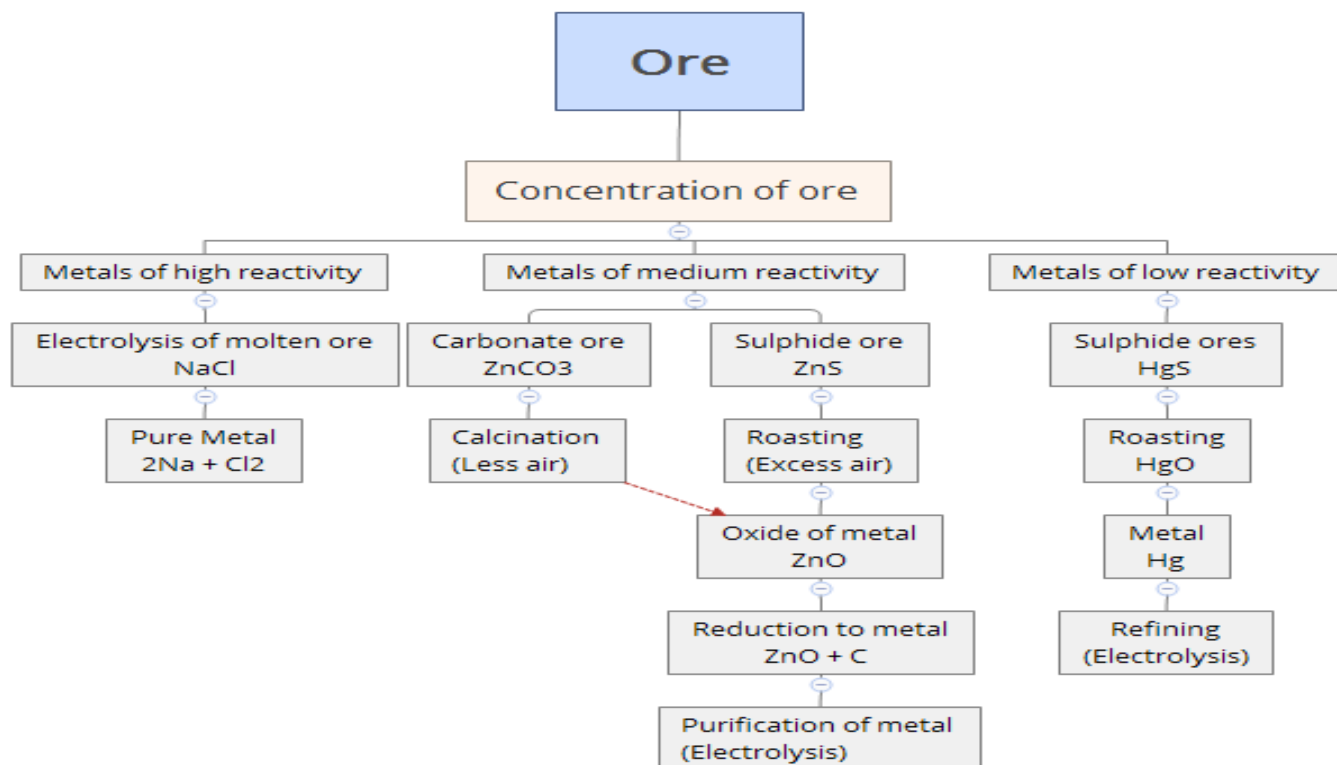 Ore
Concentration of ore
Metals of high reactivity
Metals of medium reactivity
Metals of low reactivity
Electrolysis of molten ore
NaCl
Carbonate ore
ZnCO3
Sulphide ore
ZnS
Sulphide ores
HgS
Pure Metal
2Na + Cl2
Calcination
(Less air)
Roasting
(Excess air)
Roasting
HgO
Oxide of metal
ZnO
Metal
Hg
Reduction to metal
ZnO + C
Refining
(Electrolysis)
Purification of metal
(Electrolysis)